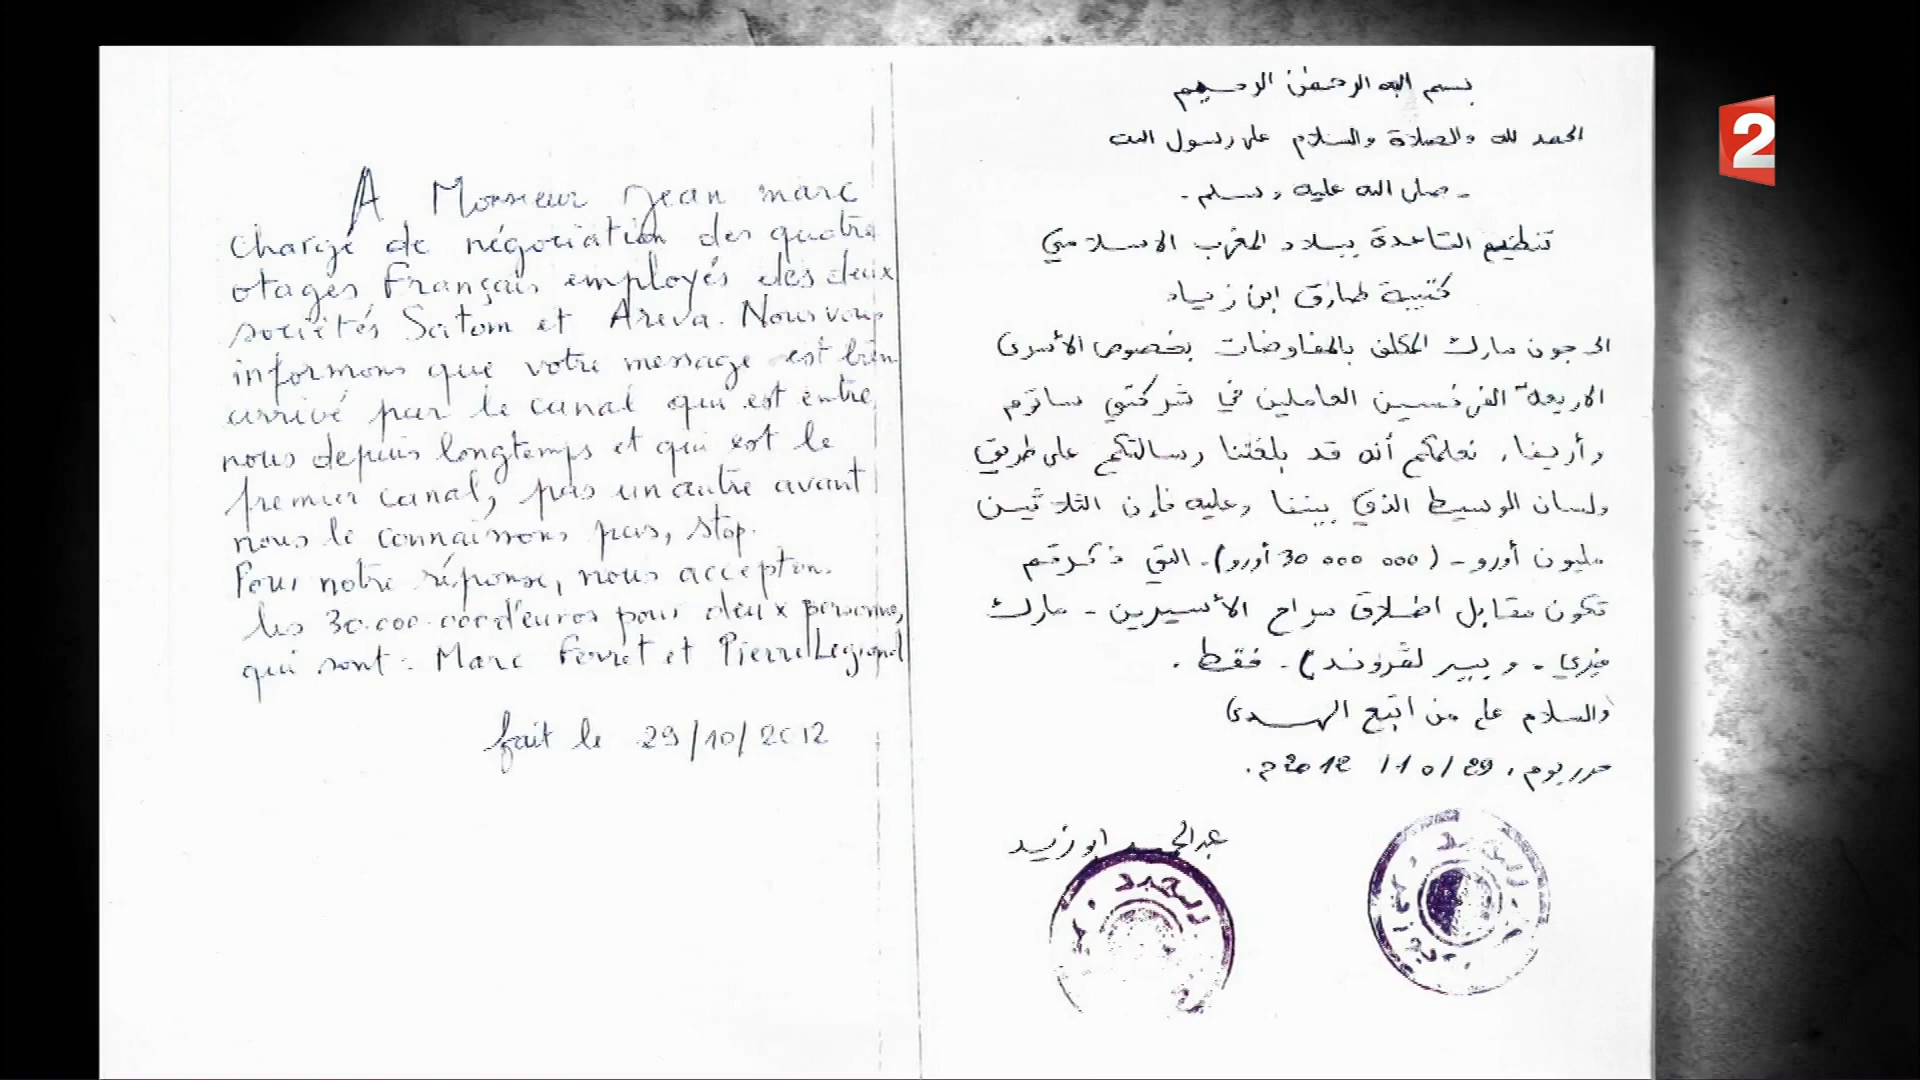 A Monsieur Jean marc
chargé de négociation des quatre
otages Français employés des deux
sociétés Satom et Areva. Nous vous
informons que votre message est bien
arrivé par le canal qui est entre
nous depuis longtemps et qui est le
premier canal, pas un autre avant
nous le connaissons pas, stop.
Pour notre réponse, nous acceptons
les 30.000.000 d'euros pour deux personnes,
qui sont : Marc Ferret et Pierre Legrand
fait le 29/10/2012
بسم الله الرحمن الرحيم
الحمد لله والصلاة والسلام على رسول الله
- صلى الله عليه وسلم -
تنظيم القاعدة ببلاد المغرب الاسلامي
كتيبة طارق ابن زياد
الى جون مارك المكلف بالمفاوضات بخصوص الأسرى
الاربعة الفرنسيين العاملين في شركتي ساتوم
وأريفا، نعلمكم أنه قد بلغتنا رسالتكم على طريق
ولسان الوسيط الذي بيننا وعليه فإن الثلاثين
مليون أورو - (30 000 000 أورو) - التي ذكرتم
تكون مقابل اطلاق سراح الأسيرين - مارك
فيري - وبيير لقروند) - فقط .
والسلام على من اتبع الهدى
حرر يوم، 29/10/ 2012م.
عبد الحميد ابو زيد
2